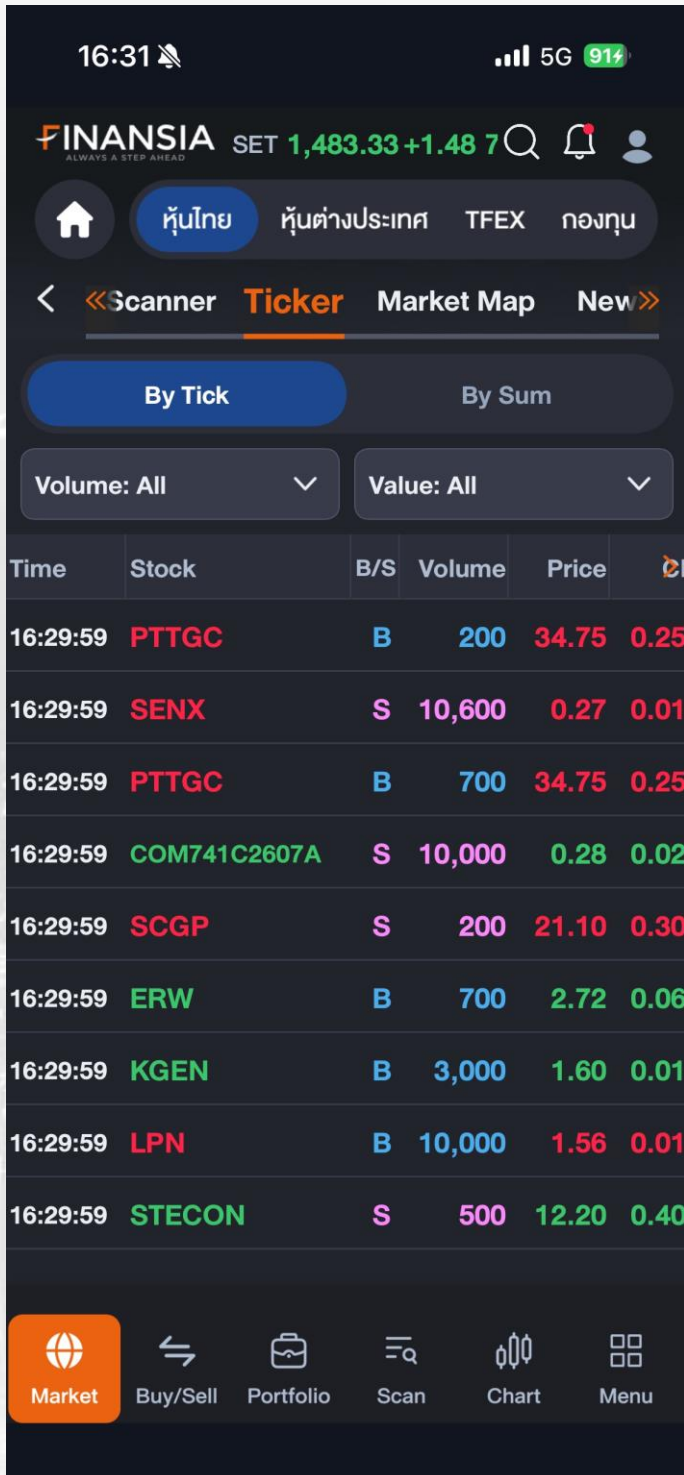 16:31 5G 91
FINANSIA SET 1,483.33 +1.48 7
ALWAYS A STEP AHEAD
หุ้นไทย หุ้นต่างประเทศ TFEX กองทุน
Scanner Ticker Market Map New
By Tick By Sum
Volume: All Value: All
Time Stock B/S Volume Price
16:29:59 PTTGC B 200 34.75 0.25
16:29:59 SENX S 10,600 0.27 0.01
16:29:59 PTTGC B 700 34.75 0.25
16:29:59 COM741C2607A S 10,000 0.28 0.02
16:29:59 SCGP S 200 21.10 0.30
16:29:59 ERW B 700 2.72 0.06
16:29:59 KGEN B 3,000 1.60 0.01
16:29:59 LPN B 10,000 1.56 0.01
16:29:59 STECON S 500 12.20 0.40
Market Buy/Sell Portfolio Scan Chart Menu